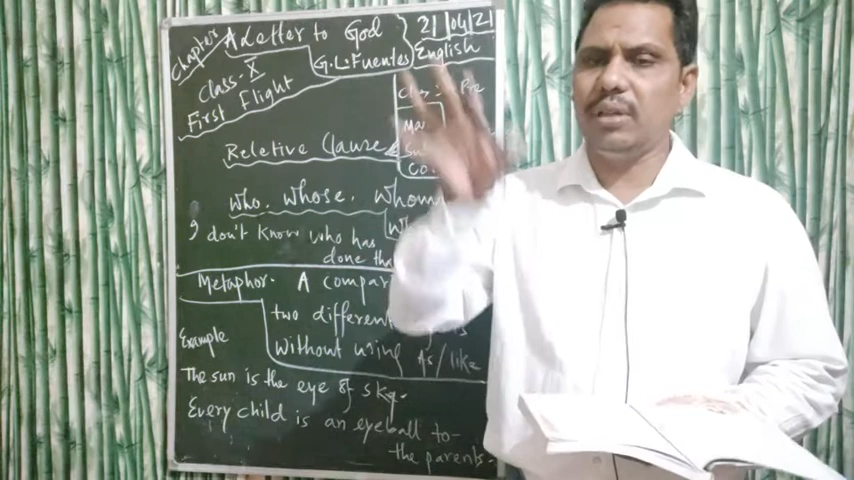 Chapter A Letter to God 21/04/21
G.L.Fuentes English
Class. X
First Flight
Relative Clause
Who. Whose. Whom
I don't know who has
done tha
Metaphor. A compar
two different
without using As/like
Example
The sun is the eye of sky.
Every child is an eyeball to
the parents.